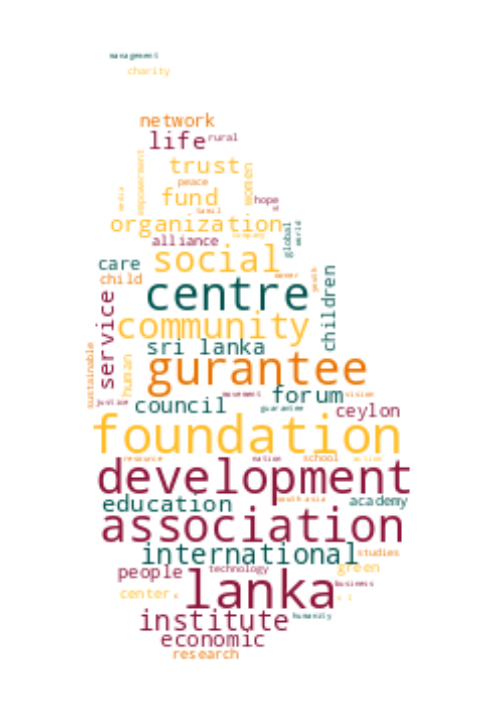 management
charity
network
life rural
trust
empowerment
peace
women
media
fund
hope
tamil
organization
company
global
world
alliance
social
care
child
youth
centre
children
service
community
sri lanka
human
sustainable
gurantee
justice
movement
forum
vision
council
guarantee
ceylon
foundation
resource
nation
school
action
development
south asia
education
academy
association
international
studies
people
technology
green
business
center
lanka
institute
humanity
economic
research